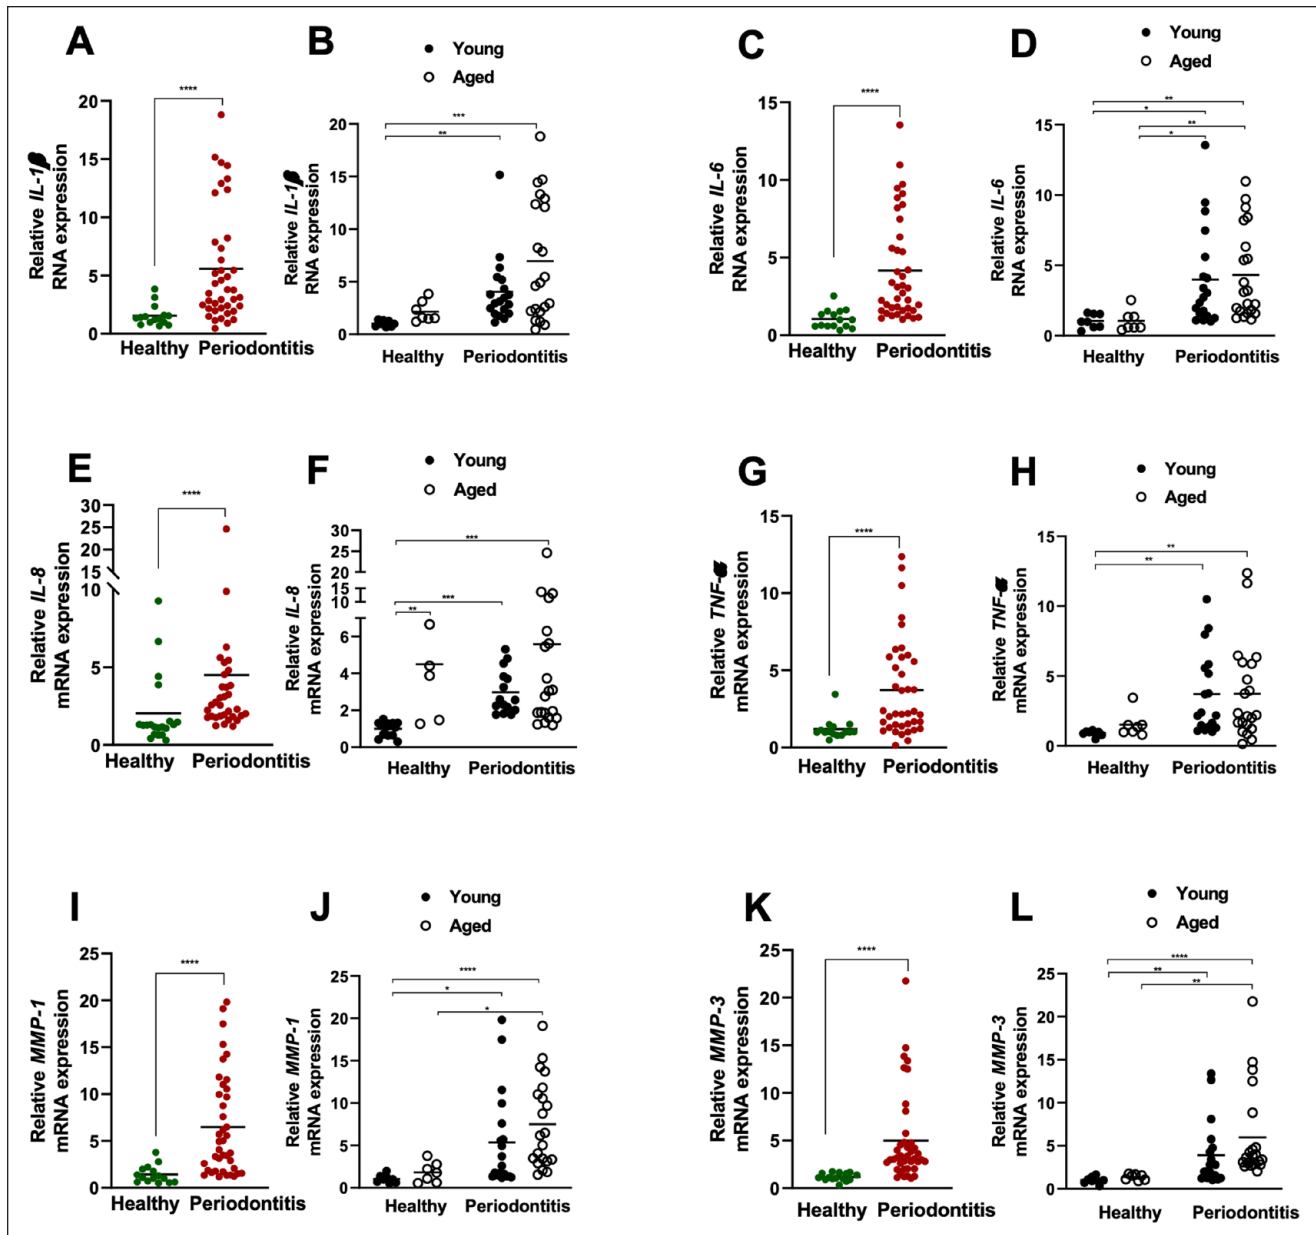 A
Relative IL-1β
RNA expression
20
15
10
5
0
****
Healthy Periodontitis
B
Young
Aged
Relative IL-1β
RNA expression
20
15
10
5
0
***
**
Healthy Periodontitis
C
Relative IL-6
RNA expression
15
10
5
0
****
Healthy Periodontitis
D
Young
Aged
Relative IL-6
RNA expression
15
10
5
0
**
*
**
*
Healthy Periodontitis
E
Relative IL-8
mRNA expression
30
25
20
15
10
5
0
****
Healthy Periodontitis
F
Young
Aged
Relative IL-8
mRNA expression
30
25
20
15
10
6
4
2
0
***
***
**
Healthy Periodontitis
G
Relative TNF-
mRNA expression
15
10
5
0
****
Healthy Periodontitis
H
Young
Aged
Relative TNF-
mRNA expression
15
10
5
0
**
**
Healthy Periodontitis
I
Relative MMP-1
mRNA expression
25
20
15
10
5
0
****
Healthy Periodontitis
J
Young
Aged
Relative MMP-1
mRNA expression
25
20
15
10
5
0
****
*
*
Healthy Periodontitis
K
Relative MMP-3
mRNA expression
25
20
15
10
5
0
****
Healthy Periodontitis
L
Young
Aged
Relative MMP-3
mRNA expression
25
20
15
10
5
0
****
**
**
Healthy Periodontitis